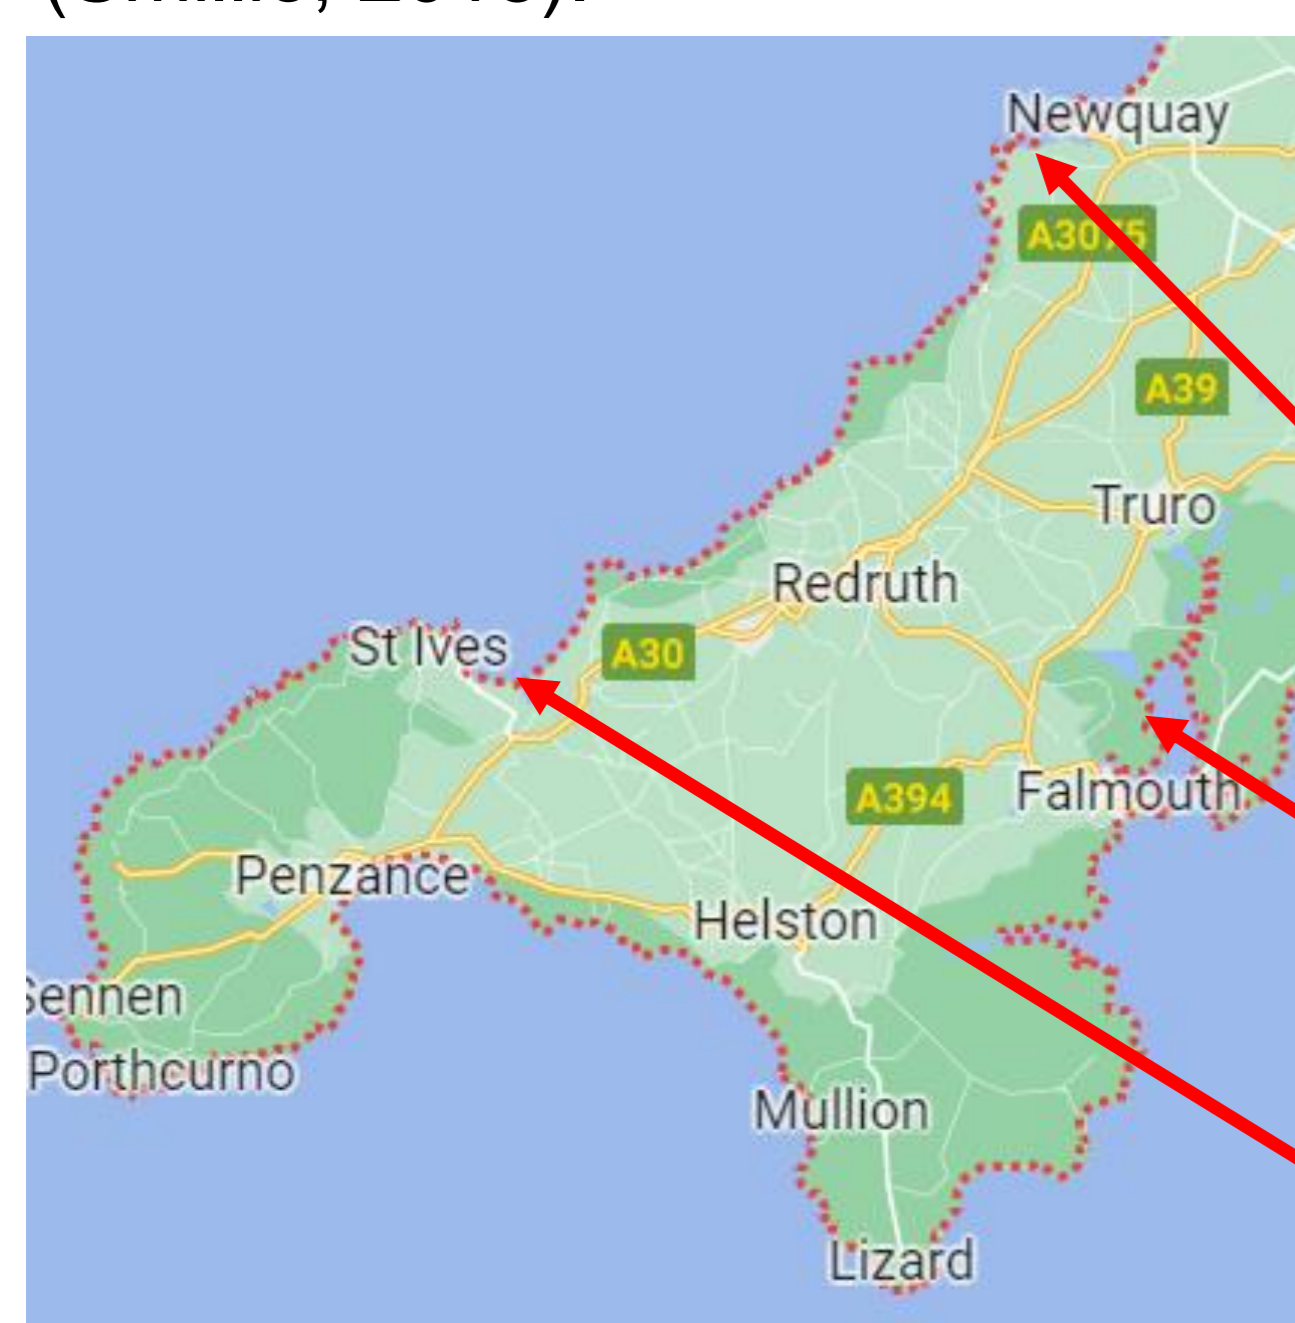 Newquay
A3075
A39
Truro
Redruth
St Ives
A30
A394
Falmouth
Penzance
Helston
Sennen
Porthcurno
Mullion
Lizard